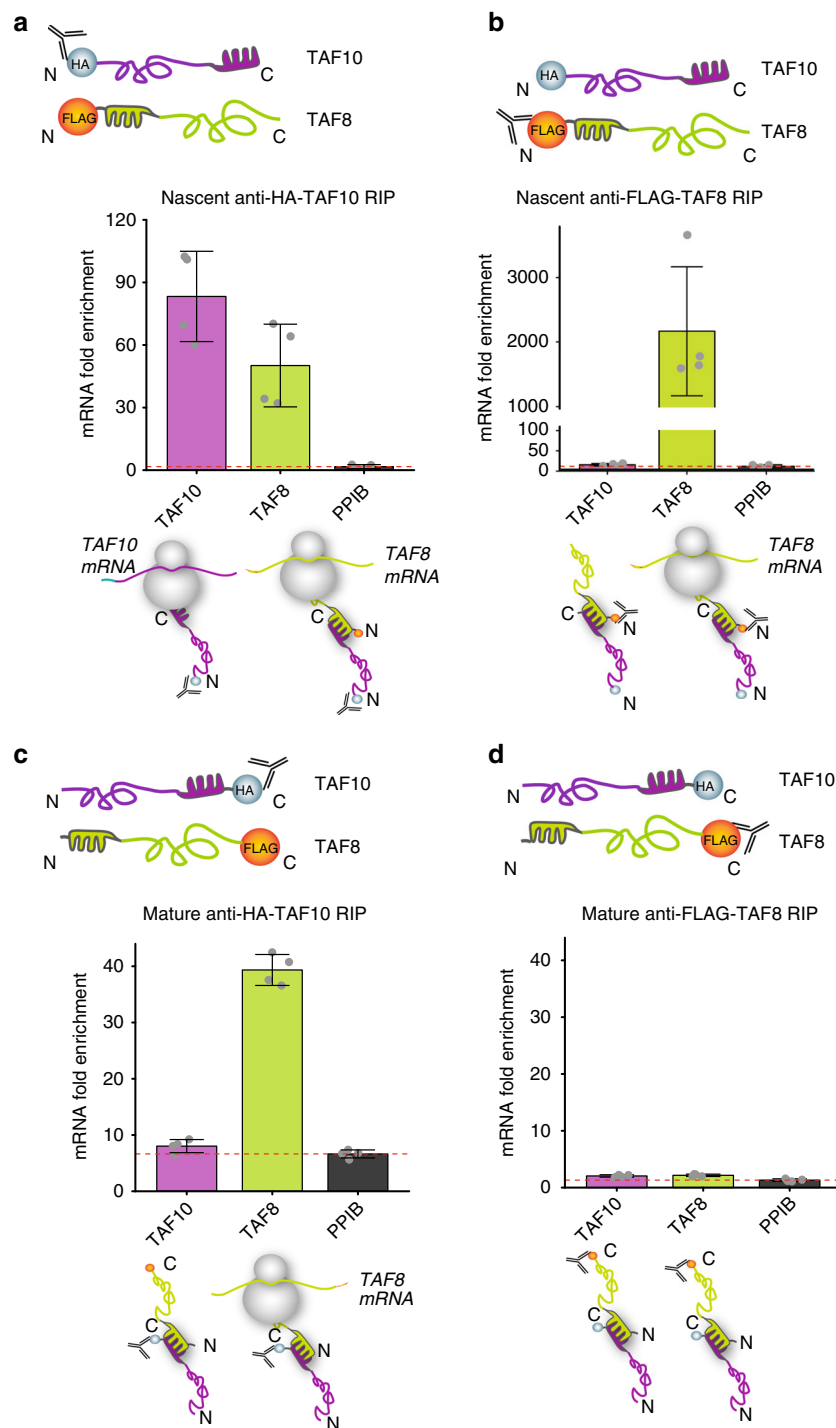 a
HA
N
C
TAF10
FLAG
N
C
TAF8
Nascent anti-HA-TAF10 RIP
mRNA fold enrichment
120
90
60
30
0
TAF10
TAF8
PPIB
TAF10
mRNA
TAF8
mRNA
C
C
N
N
N
b
N
HA
C
TAF10
FLAG
N
C
TAF8
Nascent anti-FLAG-TAF8 RIP
mRNA fold enrichment
3000
2000
1000
100
50
0
TAF10
TAF8
PPIB
TAF8
mRNA
C
N
C
N
N
N
c
N
HA
C
TAF10
N
FLAG
C
TAF8
Mature anti-HA-TAF10 RIP
mRNA fold enrichment
40
30
20
10
0
TAF10
TAF8
PPIB
C
TAF8
mRNA
C
N
C
N
N
N
d
N
HA
C
TAF10
N
FLAG
C
TAF8
Mature anti-FLAG-TAF8 RIP
mRNA fold enrichment
40
30
20
10
0
TAF10
TAF8
PPIB
C
C
C
N
C
N
N
N